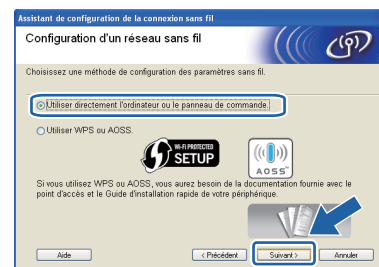 Assistant de configuration de la connexion sans fil
Configuration d'un réseau sans fil
Choisissez une méthode de configuration des paramètres sans fil.
Utiliser directement l'ordinateur ou le panneau de commande.
Utiliser WPS ou AOSS.
WI-FI PROTECTED
SETUP
AOSS™
Si vous utilisez WPS ou AOSS, vous aurez besoin de la documentation fournie avec le
point d'accès et le Guide d'installation rapide de votre périphérique.
Aide
< Précédent
Suivant >
Annuler